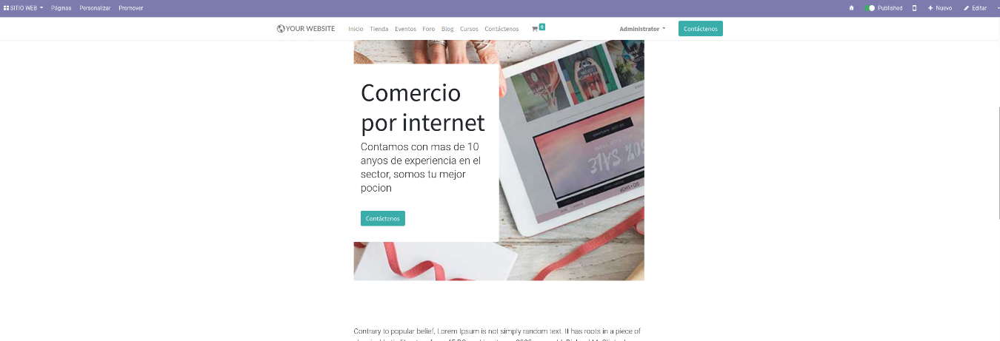 SITIO WEB Páginas Personalizar Promover Published Nuevo Editar
YOUR WEBSITE Inicio Tienda Eventos Foro Blog Cursos Contáctenos 0 Administrator Contáctenos
Comercio
por internet
Contamos con mas de 10
anyos de experiencia en el
sector, somos tu mejor
pocion
Contáctenos
50% SALE
Contrary to popular belief, Lorem Ipsum is not simply random text. It has roots in a piece of